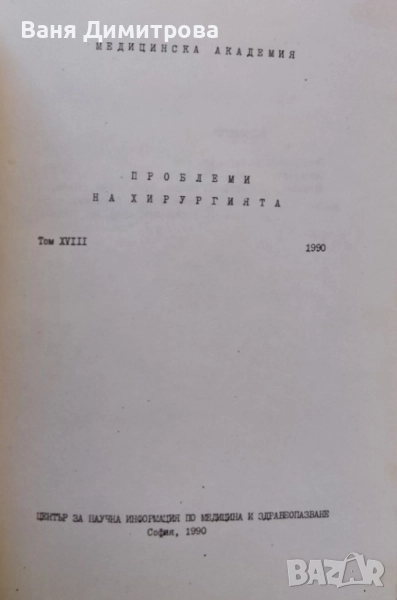 Ваня Димитрова
МЕДИЦИНСКА АКАДЕМИЯ
ПРОБЛЕМИ
НА ХИРУРГИЯТА
Том XVIII 1990
ЦЕНТЪР ЗА НАУЧНА ИНФОРМАЦИЯ ПО МЕДИЦИНА И ЗДРАВЕОПАЗВАНЕ
София, 1990
BAZAR